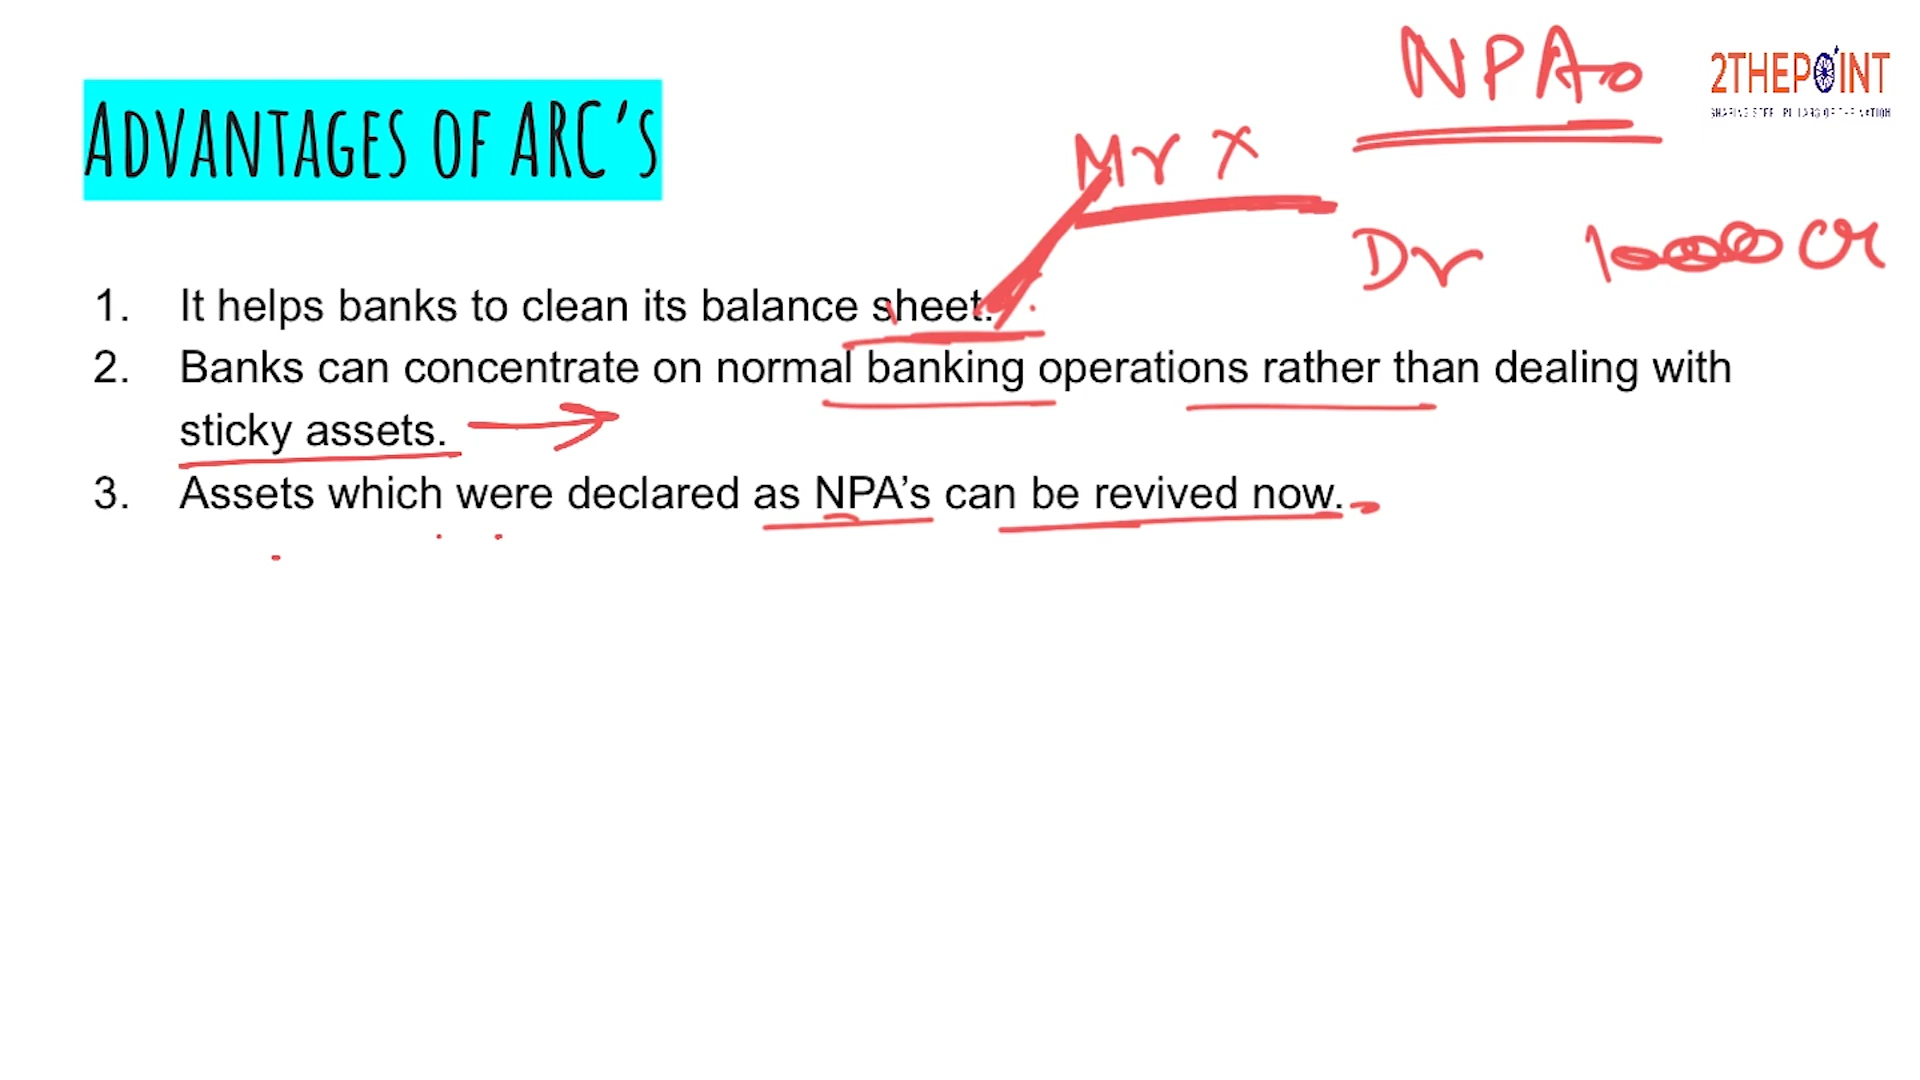 NPA
2THEPOINT
ADVANTAGES OF ARC's
Mr X
Dr
Cr
1. It helps banks to clean its balance sheet.
2. Banks can concentrate on normal banking operations rather than dealing with
sticky assets.
3. Assets which were declared as NPA's can be revived now.